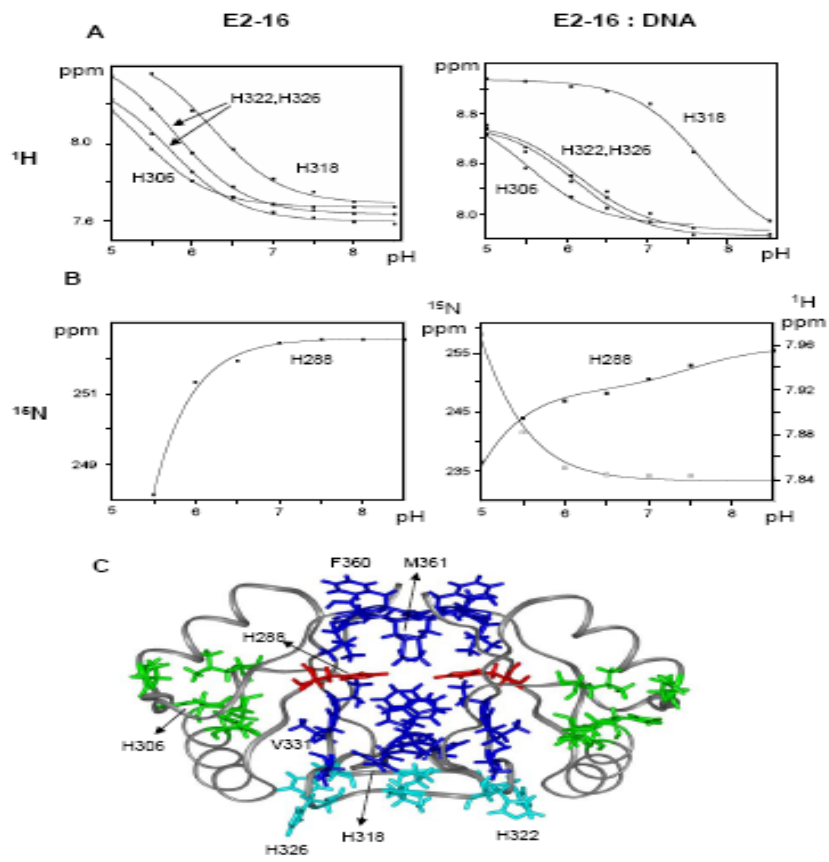 E2-16
E2-16 : DNA
A
ppm
ppm
H322,H326
8.8
H318
8.0
¹H
H306
H318
8.6
H322,H326
H306
8.0
7.6
5 6 7 8
pH
5 6 7 8
pH
B
¹⁵N
¹H
ppm
ppm
ppm
H288
255
7.96
H288
251
7.92
¹⁵N
245
7.88
249
235
7.84
5 6 7 8
pH
5 6 7 8
pH
C
F360
M361
H288
H306
V331
H326
H318
H322